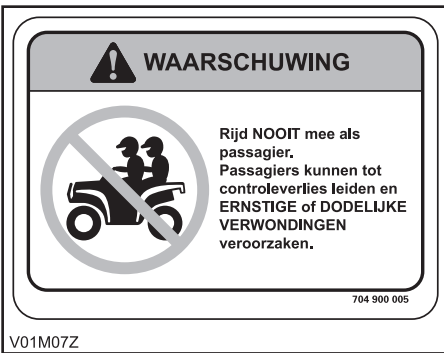 WAARSCHUWING
Rijd NOOIT mee als
passagier.
Passagiers kunnen tot
controleverlies leiden en
ERNSTIGE of DODELIJKE
VERWONDINGEN
veroorzaken.
704 900 005
V01M07Z